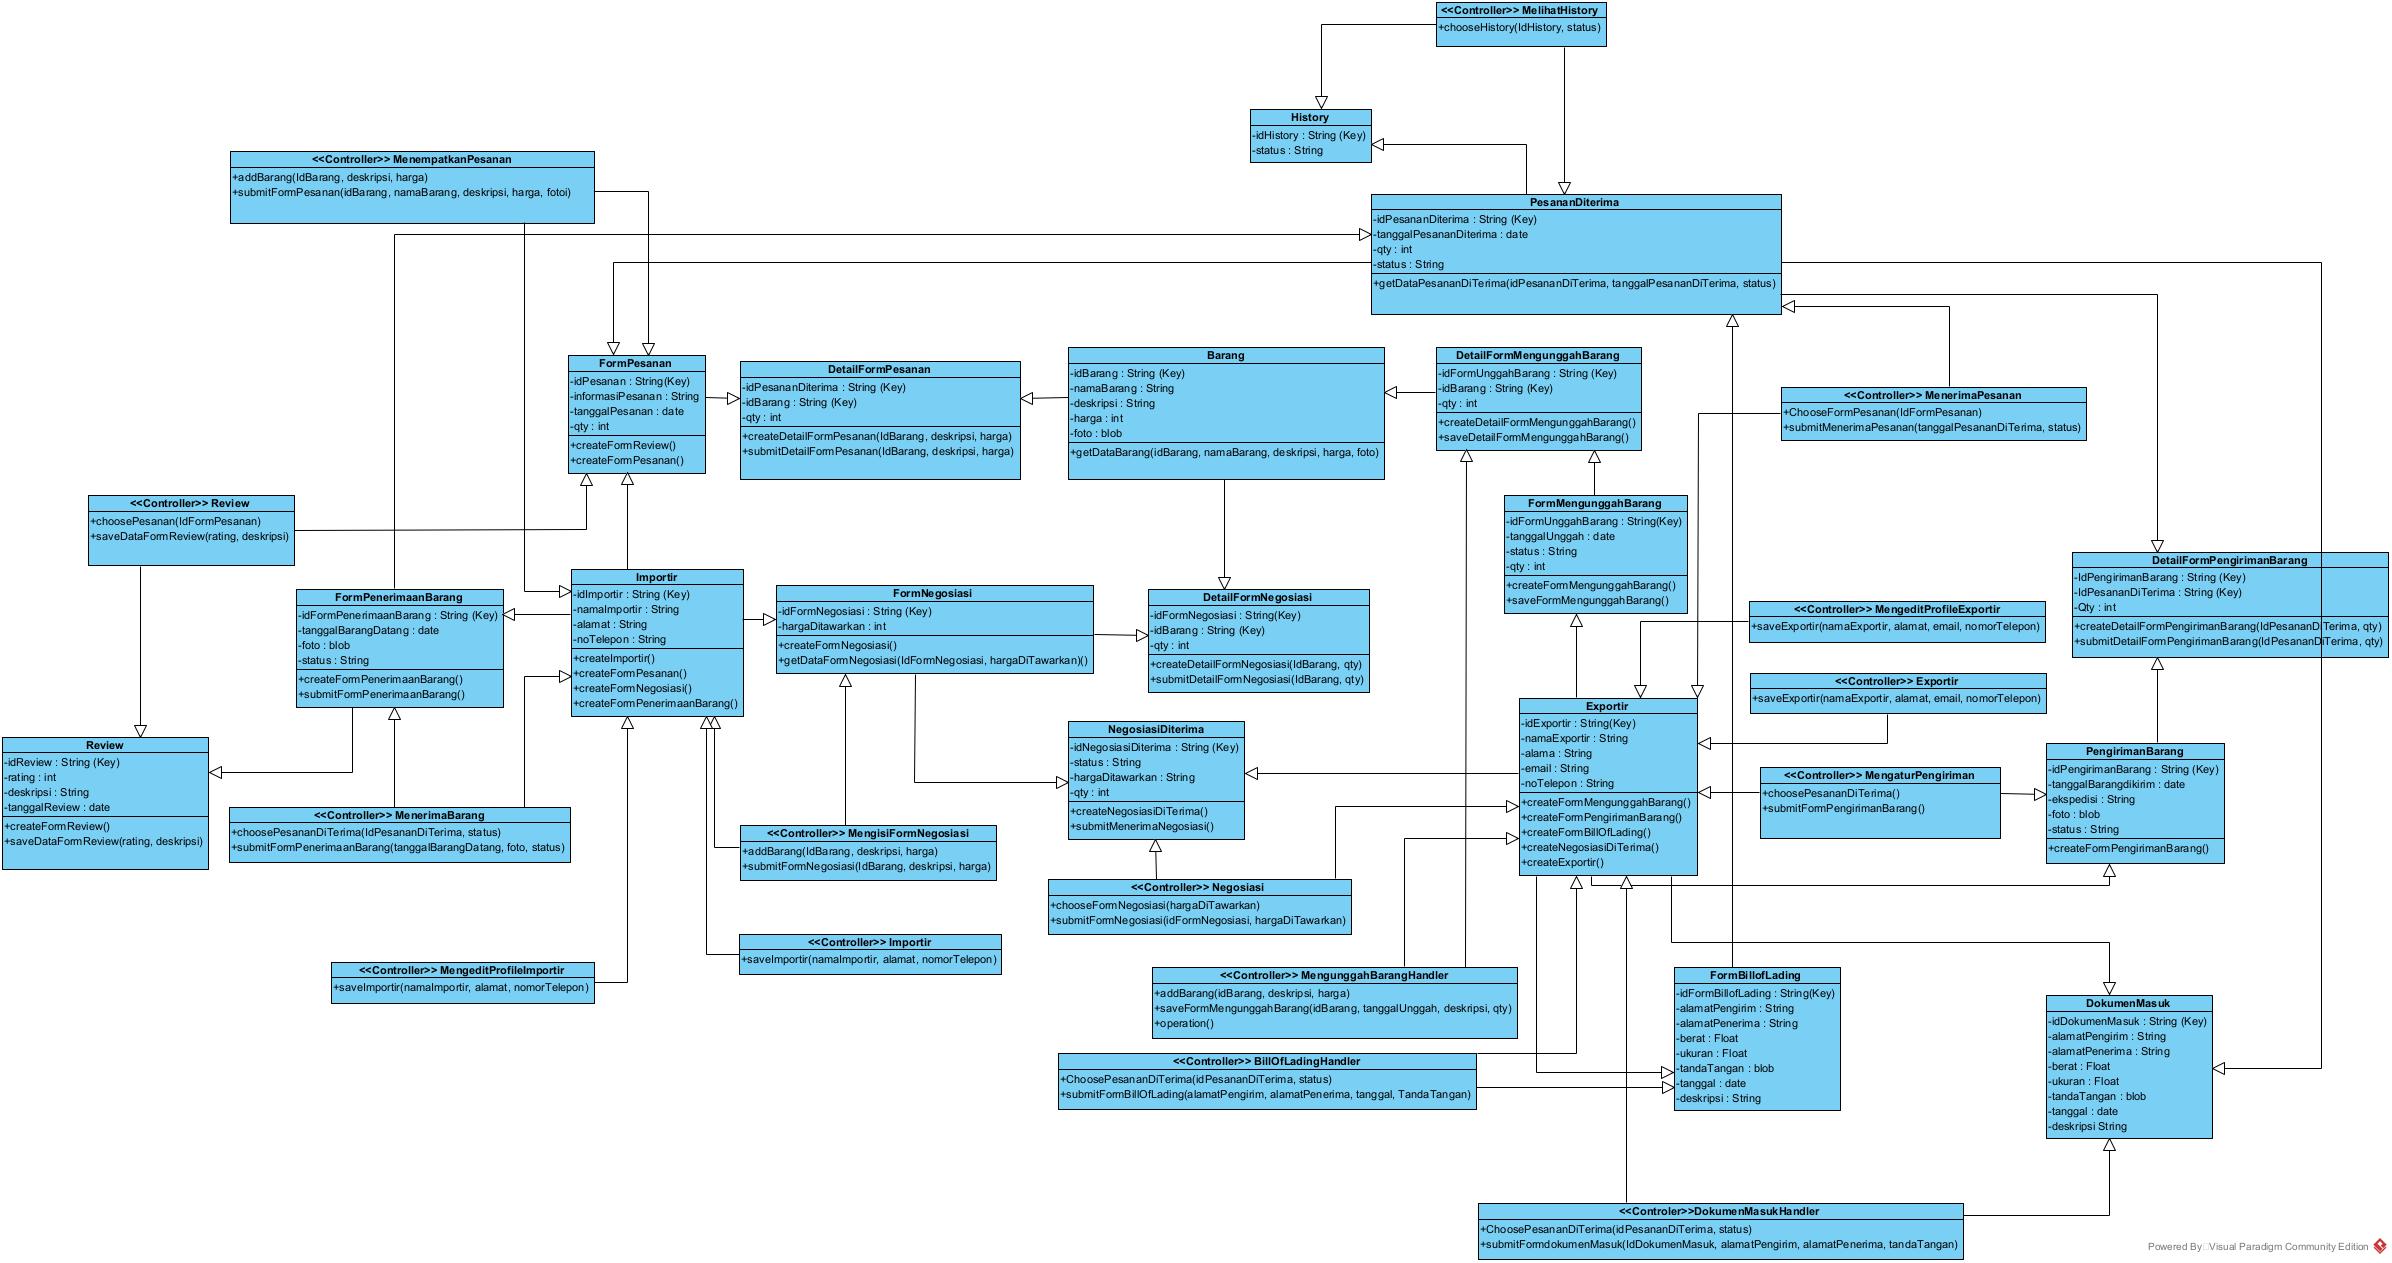 <<Controller>> MelihatHistory
+chooseHistory(IdHistory, status)
History
-idHistory : String (Key)
-status : String
<<Controller>> MenempatkanPesanan
+addBarang(IdBarang, deskripsi, harga)
+submitFormPesanan(idBarang, namaBarang, deskripsi, harga, fotoi)
PesananDiterima
-idPesananDiterima : String (Key)
-tanggalPesananDiterima : date
-qty : int
-status : String
+getDataPesananDiTerima(idPesananDiTerima, tanggalPesananDiTerima, status)
FormPesanan
-idPesanan : String(Key)
-informasiPesanan : String
-tanggalPesanan : date
-qty : int
+createFormReview()
+createFormPesanan()
DetailFormPesanan
-idPesananDiterima : String (Key)
-idBarang : String (Key)
-qty : int
+createDetailFormPesanan(IdBarang, deskripsi, harga)
+submitDetailFormPesanan(IdBarang, deskripsi, harga)
Barang
-idBarang : String (Key)
-namaBarang : String
-deskripsi : String
-harga : int
-foto : blob
+getDataBarang(idBarang, namaBarang, deskripsi, harga, foto)
DetailFormMengunggahBarang
-idFormUnggahBarang : String (Key)
-idBarang : String (Key)
-qty : int
+createDetailFormMengunggahBarang()
+saveDetailFormMengunggahBarang()
<<Controller>> MenerimaPesanan
+ChooseFormPesanan(IdFormPesanan)
+submitMenerimaPesanan(tanggalPesananDiTerima, status)
<<Controller>> Review
+choosePesanan(IdFormPesanan)
+saveDataFormReview(rating, deskripsi)
FormMengunggahBarang
-idFormUnggahBarang : String(Key)
-tanggalUnggah : date
-status : String
-qty : int
+createFormMengunggahBarang()
+saveFormMengunggahBarang()
DetailFormPengirimanBarang
-IdPengirimanBarang : String (Key)
-IdPesananDiTerima : String (Key)
-Qty : int
+createDetailFormPengirimanBarang(IdPesananDiTerima, qty)
+submitDetailFormPengirimanBarang(IdPesananDiTerima, qty)
FormPenerimaanBarang
-idFormPenerimaanBarang : String (Key)
-tanggalBarangDatang : date
-foto : blob
-status : String
+createFormPenerimaanBarang()
+submitFormPenerimaanBarang()
Importir
-idImportir : String (Key)
-namaImportir : String
-alamat : String
-noTelepon : String
+createImportir()
+createFormPesanan()
+createFormNegosiasi()
+createFormPenerimaanBarang()
FormNegosiasi
-idFormNegosiasi : String (Key)
-hargaDitawarkan : int
+createFormNegosiasi()
+getDataFormNegosiasi(IdFormNegosiasi, hargaDiTawarkan)()
DetailFormNegosiasi
-idFormNegosiasi : String(Key)
-idBarang : String (Key)
-qty : int
+createDetailFormNegosiasi(IdBarang, qty)
+submitDetailFormNegosiasi(IdBarang, qty)
<<Controller>> MengeditProfileExportir
+saveExportir(namaExportir, alamat, email, nomorTelepon)
<<Controller>> Exportir
+saveExportir(namaExportir, alamat, email, nomorTelepon)
Exportir
-idExportir : String(Key)
-namaExportir : String
-alama : String
-email : String
-noTelepon : String
+createFormMengunggahBarang()
+createFormPengirimanBarang()
+createFormBillOfLading()
+createNegosiasiDiTerima()
+createExportir()
NegosiasiDiterima
-idNegosiasiDiterima : String (Key)
-status : String
-hargaDitawarkan : String
-qty : int
+createNegosiasiDiTerima()
+submitMenerimaNegosiasi()
Review
-idReview : String (Key)
-rating : int
-deskripsi : String
-tanggalReview : date
+createFormReview()
+saveDataFormReview(rating, deskripsi)
PengirimanBarang
-idPengirimanBarang : String (Key)
-tanggalBarangdikirim : date
-ekspedisi : String
-foto : blob
-status : String
+createFormPengirimanBarang()
<<Controller>> MengaturPengiriman
+choosePesananDiTerima()
+submitFormPengirimanBarang()
<<Controller>> MenerimaBarang
+choosePesananDiTerima(IdPesananDiTerima, status)
+submitFormPenerimaanBarang(tanggalBarangDatang, foto, status)
<<Controller>> MengisiFormNegosiasi
+addBarang(IdBarang, deskripsi, harga)
+submitFormNegosiasi(IdBarang, deskripsi, harga)
<<Controller>> Negosiasi
+chooseFormNegosiasi(hargaDiTawarkan)
+submitFormNegosiasi(idFormNegosiasi, hargaDiTawarkan)
<<Controller>> Importir
+saveImportir(namaImportir, alamat, nomorTelepon)
<<Controller>> MengeditProfileImportir
+saveImportir(namaImportir, alamat, nomorTelepon)
<<Controller>> MengunggahBarangHandler
+addBarang(idBarang, deskripsi, harga)
+saveFormMengunggahBarang(idBarang, tanggalUnggah, deskripsi, qty)
+operation()
FormBillofLading
-idFormBillofLading : String(Key)
-alamatPengirim : String
-alamatPenerima : String
-berat : Float
-ukuran : Float
-tandaTangan : blob
-tanggal : date
-deskripsi : String
DokumenMasuk
-idDokumenMasuk : String (Key)
-alamatPengirim : String
-alamatPenerima : String
-berat : Float
-ukuran : Float
-tandaTangan : blob
-tanggal : date
-deskripsi String
<<Controller>> BillOfLadingHandler
+ChoosePesananDiTerima(idPesananDiTerima, status)
+submitFormBillOfLading(alamatPengirim, alamatPenerima, tanggal, TandaTangan)
<<Controler>>DokumenMasukHandler
+ChoosePesananDiTerima(idPesananDiTerima, status)
+submitFormdokumenMasuk(IdDokumenMasuk, alamatPengirim, alamatPenerima, tandaTangan)
Powered By Visual Paradigm Community Edition